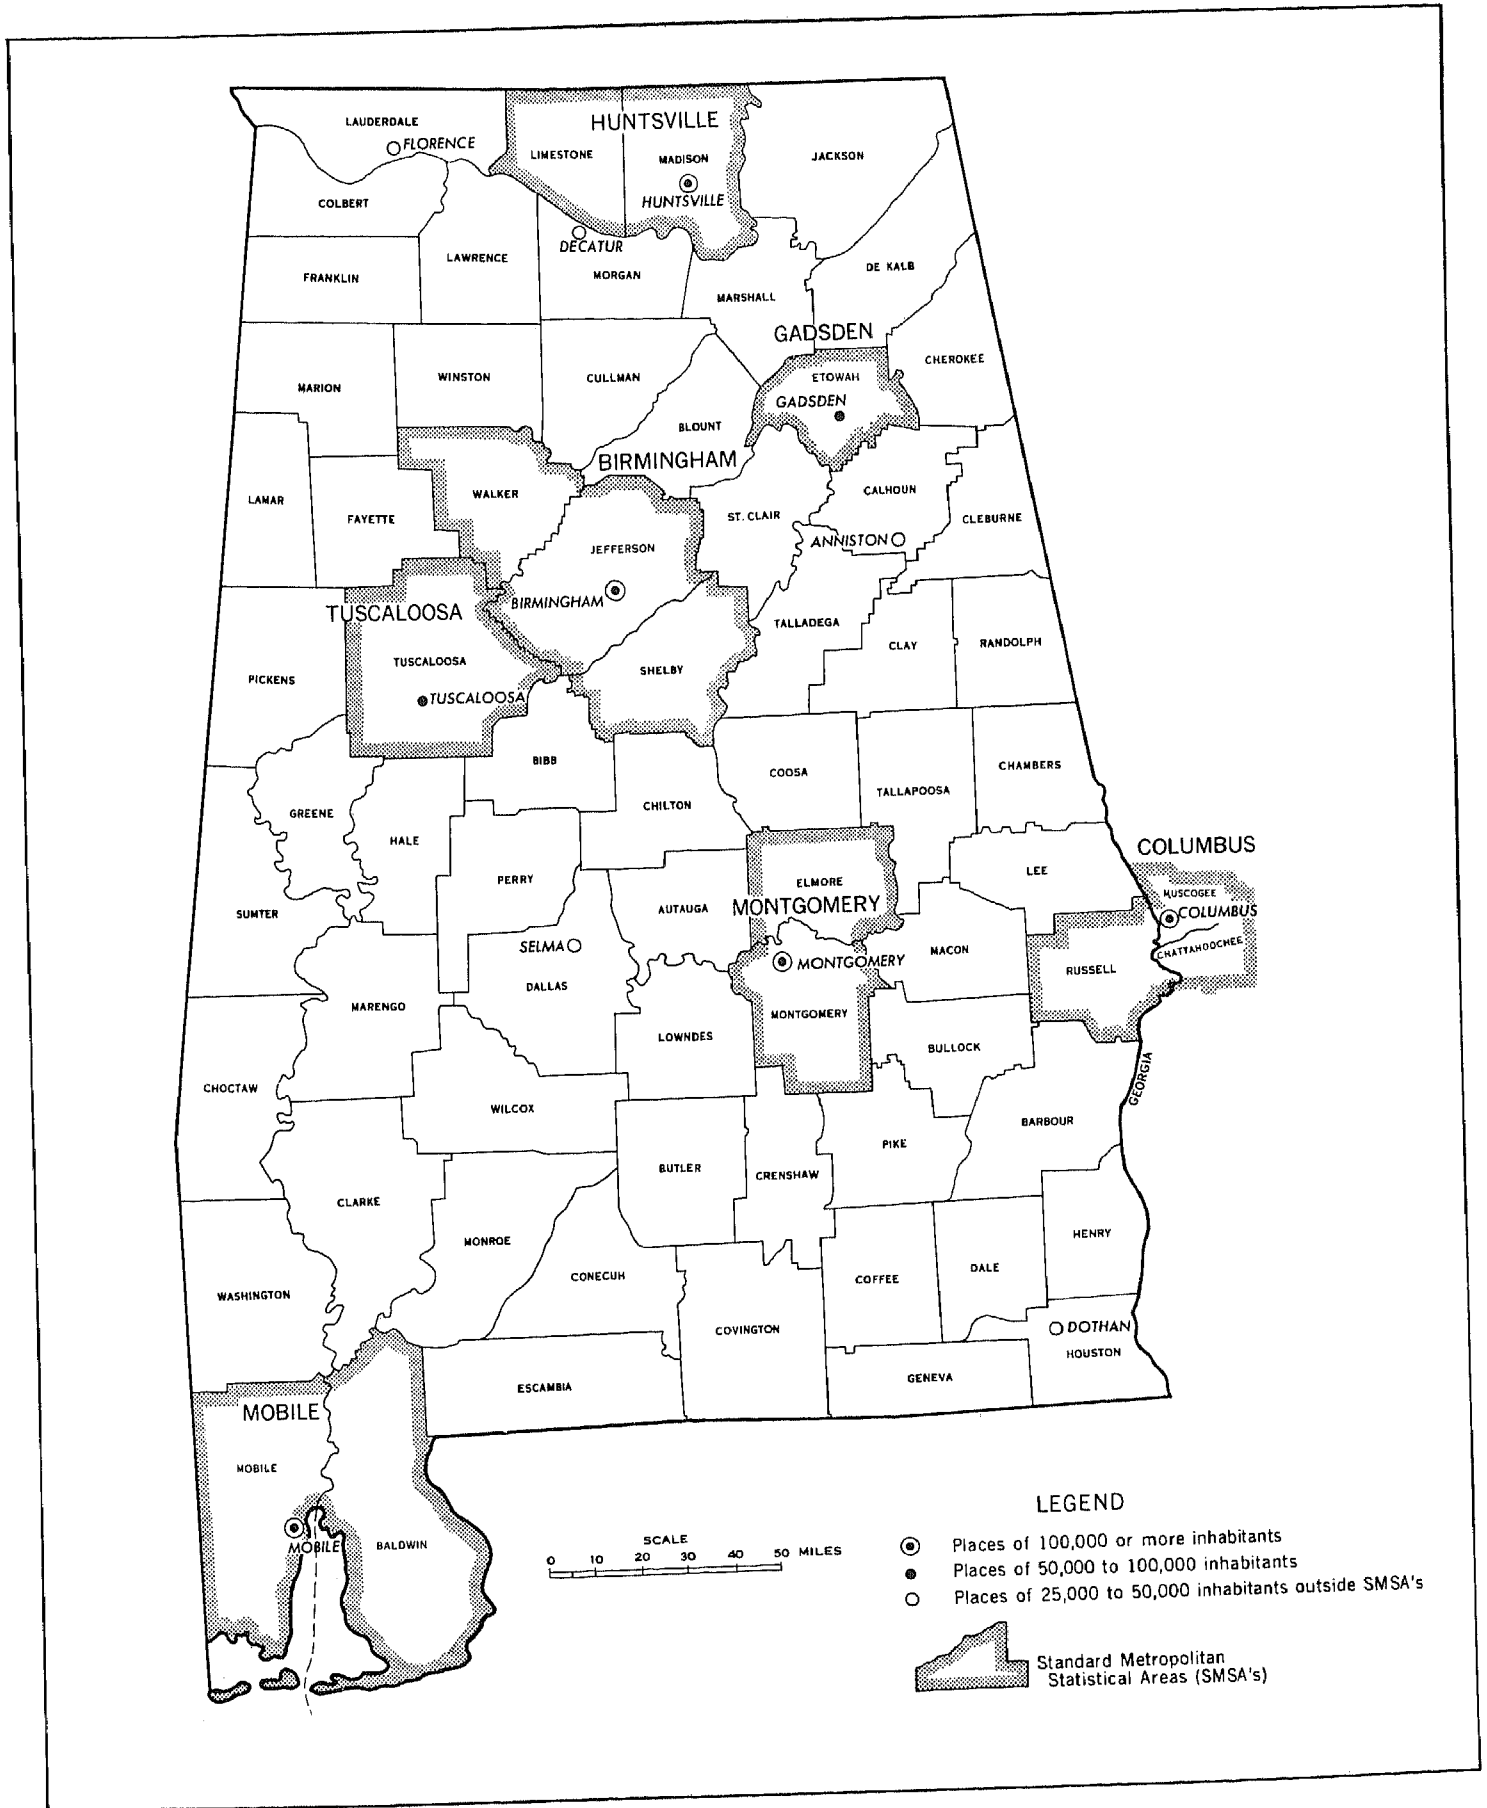 LAUDERDALE
FLORENCE
HUNTSVILLE
LIMESTONE
MADISON
HUNTSVILLE
JACKSON
COLBERT
DECATUR
LAWRENCE
MORGAN
FRANKLIN
DE KALB
MARSHALL
GADSDEN
CHEROKEE
MARION
WINSTON
CULLMAN
ETOWAH
GADSDEN
BLOUNT
BIRMINGHAM
LAMAR
WALKER
CALHOUN
FAYETTE
ST. CLAIR
CLEBURNE
JEFFERSON
ANNISTON
BIRMINGHAM
TUSCALOOSA
TALLADEGA
CLAY
RANDOLPH
TUSCALOOSA
SHELBY
PICKENS
TUSCALOOSA
BIBB
COOSA
CHAMBERS
TALLAPOOSA
GREENE
CHILTON
HALE
COLUMBUS
LEE
PERRY
ELMORE
MUSCOGEE
SUMTER
AUTAUGA
MONTGOMERY
COLUMBUS
SELMA
MACON
CHATTAHOOCHEE
MONTGOMERY
RUSSELL
DALLAS
MARENGO
MONTGOMERY
LOWNDES
BULLOCK
CHOCTAW
GEORGIA
WILCOX
BARBOUR
PIKE
BUTLER
CRENSHAW
CLARKE
MONROE
HENRY
CONECUH
COFFEE
DALE
WASHINGTON
COVINGTON
DOTHAN
HOUSTON
ESCAMBIA
GENEVA
MOBILE
MOBILE
MOBILE
BALDWIN
SCALE
0 10 20 30 40 50 MILES
LEGEND
Places of 100,000 or more inhabitants
Places of 50,000 to 100,000 inhabitants
Places of 25,000 to 50,000 inhabitants outside SMSA's
Standard Metropolitan
Statistical Areas (SMSA's)